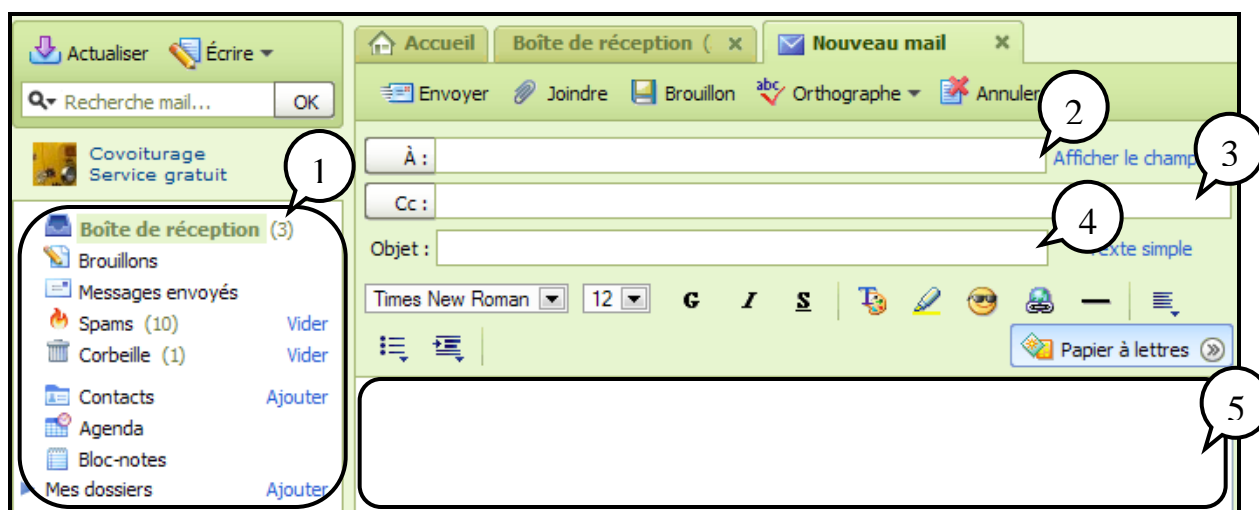 Actualiser Écrire
Recherche mail... OK
Covoiturage
Service gratuit
1
Boîte de réception (3)
Brouillons
Messages envoyés
Spams (10) Vider
Corbeille (1) Vider
Contacts Ajouter
Agenda
Bloc-notes
Mes dossiers Ajouter
Accueil Boîte de réception ( x Nouveau mail x
Envoyer Joindre Brouillon abc Orthographe Annuler
2
À : Afficher le champ
3
Cc :
4
Objet : Texte simple
Times New Roman 12 G I S
Papier à lettres
5